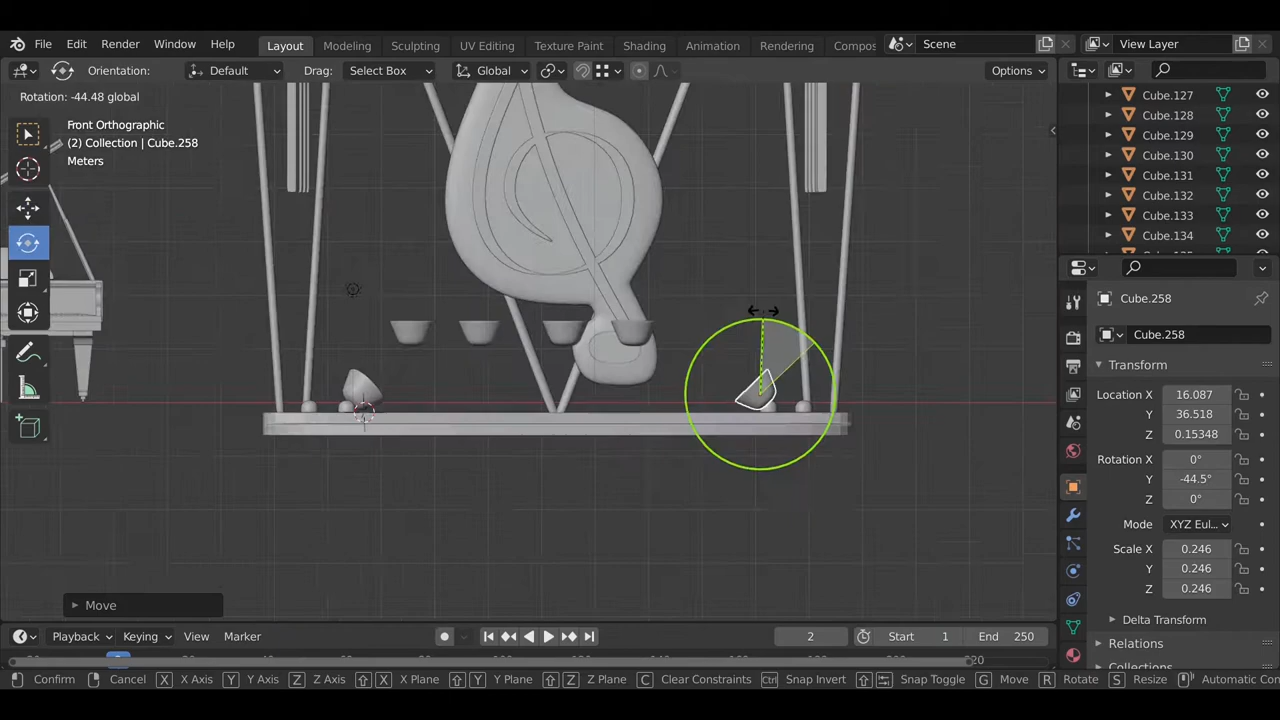 File Edit Render Window Help Layout Modeling Sculpting UV Editing Texture Paint Shading Animation Rendering Compos Scene View Layer
Orientation: Default Drag: Select Box Global Options
Rotation: -44.48 global
Front Orthographic
(2) Collection | Cube.258
Meters
Cube.127
Cube.128
Cube.129
Cube.130
Cube.131
Cube.132
Cube.133
Cube.134
Cube.258
Cube.258
Transform
Location X 16.087
Y 36.518
Z 0.15348
Rotation X 0°
Y -44.5°
Z 0°
Mode XYZ Eul...
Scale X 0.246
Y 0.246
Z 0.246
Delta Transform
Relations
Collections
Move
Playback Keying View Marker 2 Start 1 End 250
220
Confirm Cancel X X Axis Y Y Axis Z Z Axis X X Plane Y Y Plane Z Z Plane C Clear Constraints Ctrl Snap Invert Snap Toggle G Move R Rotate S Resize Automatic Con